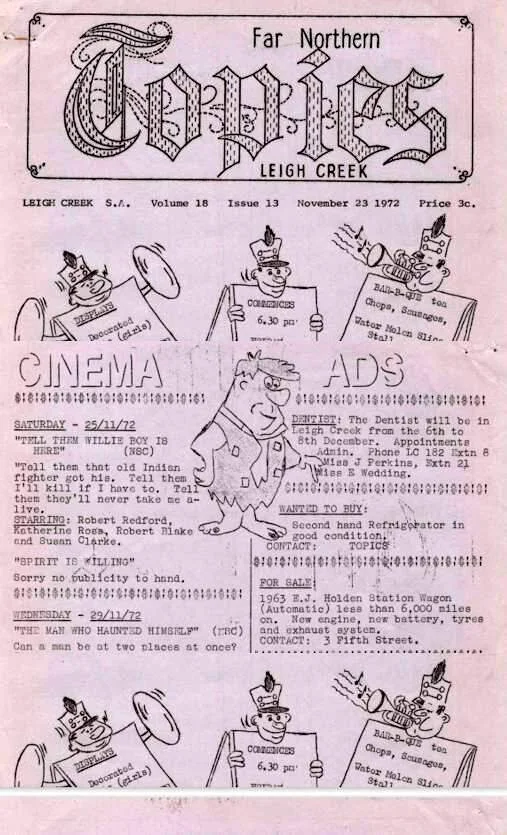 Far Northern
Topics
LEIGH CREEK
LEIGH CREEK S.A. Volume 18 Issue 13 November 23 1972 Price 3c.
DISPLAYS
Decorated
(girls)
COMMENCES
6.30 pm
BAR-B-QUE tea
Chops, Sausages,
Water Melon Slic
Stall
CINEMA
SATURDAY - 25/11/72
"TELL THEM WILLIE BOY IS
HERE" (NSC)
"Tell them that old Indian
fighter got his. Tell them
I'll kill if I have to. Tell
them they'll never take me a-
live.
STARRING: Robert Redford,
Katherine Ross, Robert Blake
and Susan Clarke.
"SPIRIT IS WILLING"
Sorry no publicity to hand.
WEDNESDAY - 29/11/72
"THE MAN WHO HAUNTED HIMSELF"
Can a man be at two places at once?
ADS
DENTIST: The Dentist will be in
Leigh Creek from the 6th to
8th December. Appointments
Admin. Phone LC 182 Extn 8
Miss J Perkins, Extn 21
Miss E Wedding.
WANTED TO BUY:
Second hand Refrigerator in
good condition.
CONTACT: TOPICS
FOR SALE:
1963 E.J. Holden Station Wagon
(Automatic) less than 6,000 miles
on. New engine, new battery, tyres
and exhaust system.
CONTACT: 3 Fifth Street.
DISPLAYS
Decorated
(girls)
COMMENCES
6.30 pm
BAR-B-QUE tea
Chops, Sausages,
Water Melon Slic
Stall